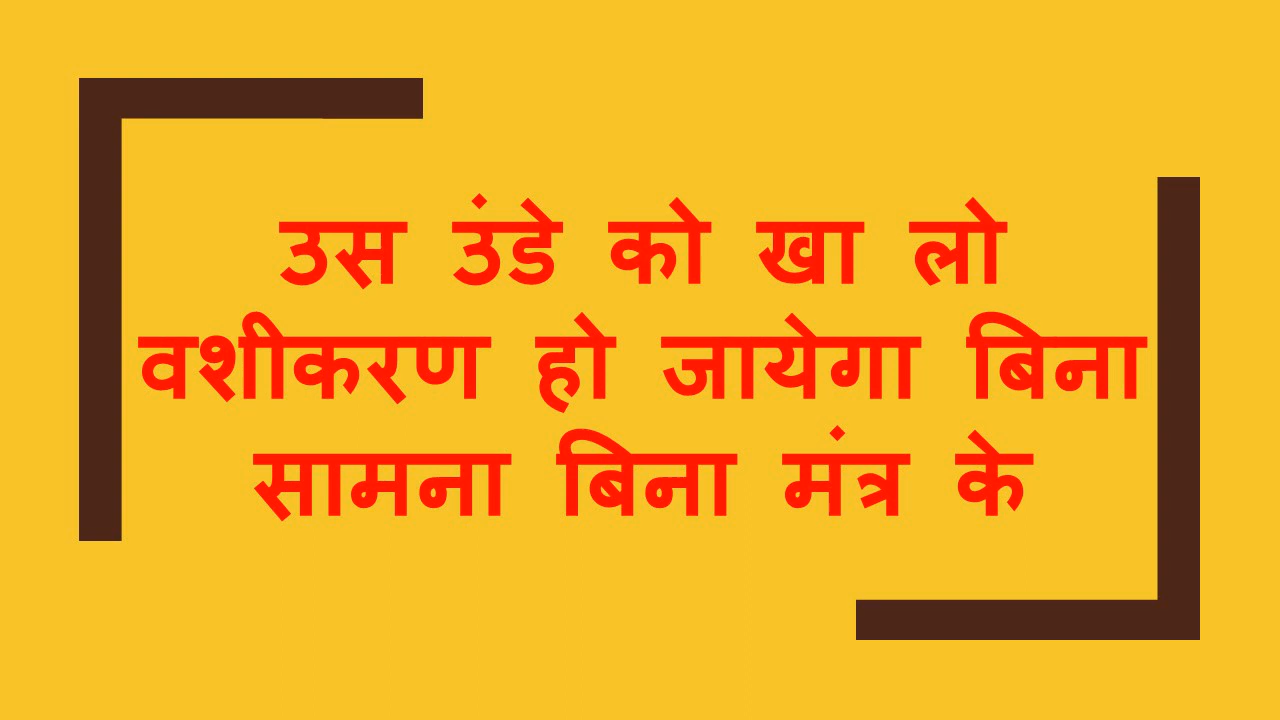 उस उंडे को खा लो
वशीकरण हो जायेगा बिना
सामना बिना मंत्र के